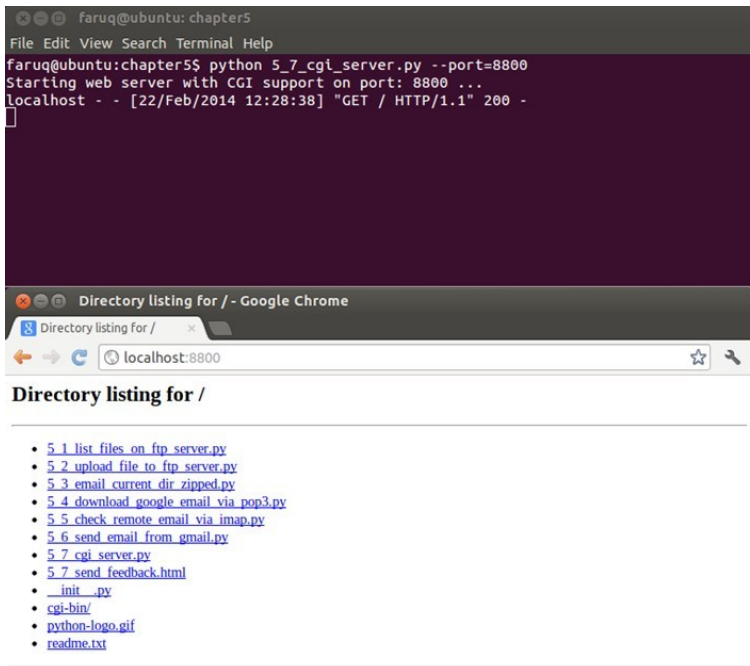 faruq@ubuntu: chapter5
File Edit View Search Terminal Help
faruq@ubuntu:chapter5$ python 5_7_cgi_server.py --port=8800
Starting web server with CGI support on port: 8800 ...
localhost - - [22/Feb/2014 12:28:38] "GET / HTTP/1.1" 200 -
Directory listing for / - Google Chrome
Directory listing for /
localhost:8800
Directory listing for /
5_1_list_files_on_ftp_server.py
5_2_upload_file_to_ftp_server.py
5_3_email_current_dir_zipped.py
5_4_download_google_email_via_pop3.py
5_5_check_remote_email_via_imap.py
5_6_send_email_from_gmail.py
5_7_cgi_server.py
5_7_send_feedback.html
__init__.py
cgi-bin/
python-logo.gif
readme.txt